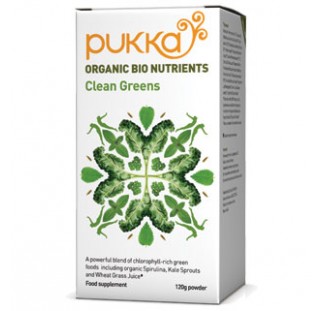 pukka
ORGANIC BIO NUTRIENTS
Clean Greens
A powerful blend of chlorophyll-rich green
foods including organic Spirulina, Kale Sprouts
and Wheat Grass Juice*
Food supplement
120g powder